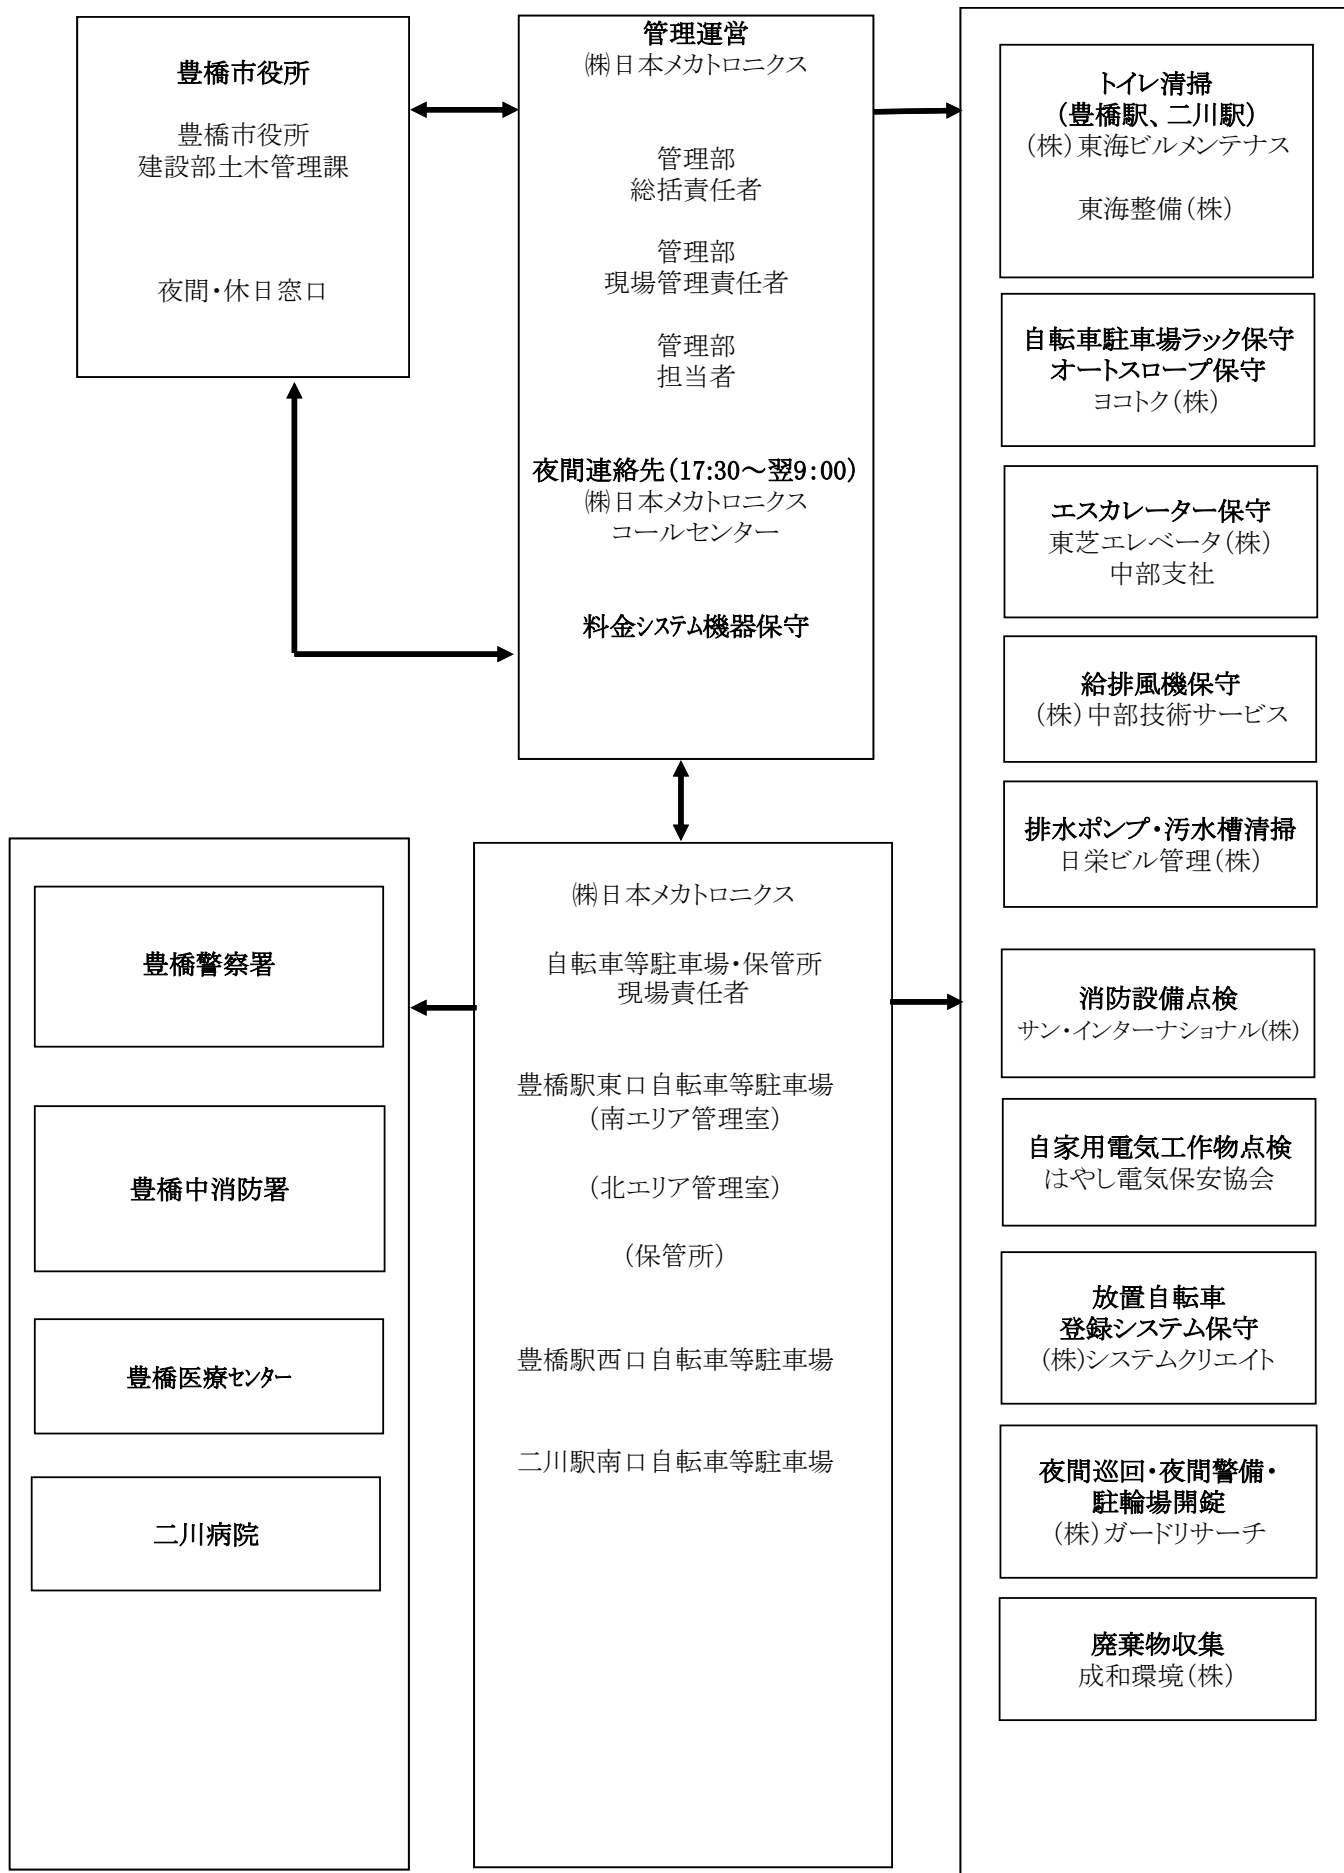 豊橋市役所
豊橋市役所
建設部土木管理課
夜間・休日窓口
管理運営
㈱日本メカトロニクス
管理部
総括責任者
管理部
現場管理責任者
管理部
担当者
夜間連絡先(17:30～翌9:00)
㈱日本メカトロニクス
コールセンター
料金システム機器保守
トイレ清掃
(豊橋駅、二川駅)
(株)東海ビルメンテナス
東海整備(株)
自転車駐車場ラック保守
オートスロープ保守
ヨコトク(株)
エスカレーター保守
東芝エレベータ(株)
中部支社
給排風機保守
(株)中部技術サービス
排水ポンプ・汚水槽清掃
日栄ビル管理(株)
消防設備点検
サン・インターナショナル(株)
自家用電気工作物点検
はやし電気保安協会
放置自転車
登録システム保守
(株)システムクリエイト
夜間巡回・夜間警備・
駐輪場開錠
(株)ガードリサーチ
廃棄物収集
成和環境(株)
豊橋警察署
豊橋中消防署
豊橋医療センター
二川病院
㈱日本メカトロニクス
自転車等駐車場・保管所
現場責任者
豊橋駅東口自転車等駐車場
(南エリア管理室)
(北エリア管理室)
(保管所)
豊橋駅西口自転車等駐車場
二川駅南口自転車等駐車場